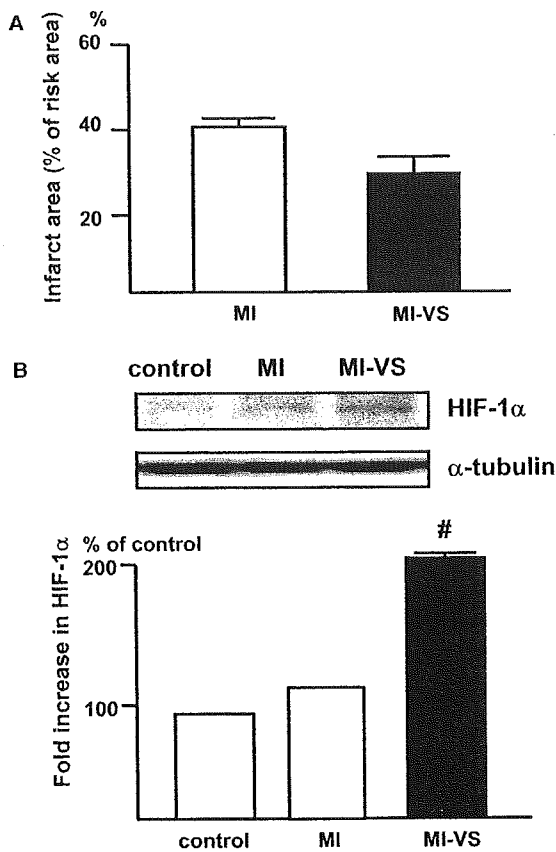 A
%
60
40
20
Infarct area (% of risk area)
MI MI-VS
B
control MI MI-VS
HIF-1α
α-tubulin
% of control
#
200
100
Fold increase in HIF-1α
control MI MI-VS